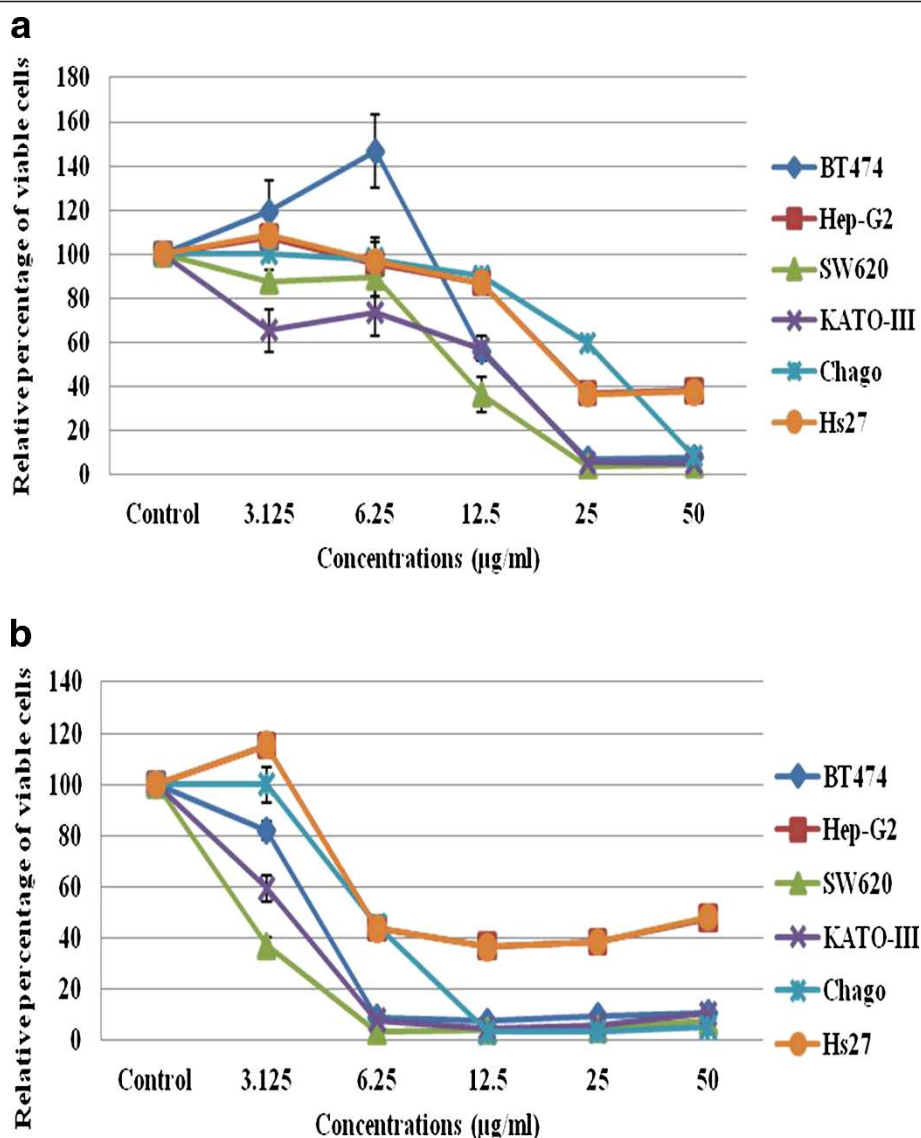 a
Relative percentage of viable cells
180
160
140
120
100
80
60
40
20
0
Control 3.125 6.25 12.5 25 50
Concentrations (µg/ml)
BT474
Hep-G2
SW620
KATO-III
Chago
Hs27
b
Relative percentage of viable cells
140
120
100
80
60
40
20
0
Control 3.125 6.25 12.5 25 50
Concentrations (µg/ml)
BT474
Hep-G2
SW620
KATO-III
Chago
Hs27